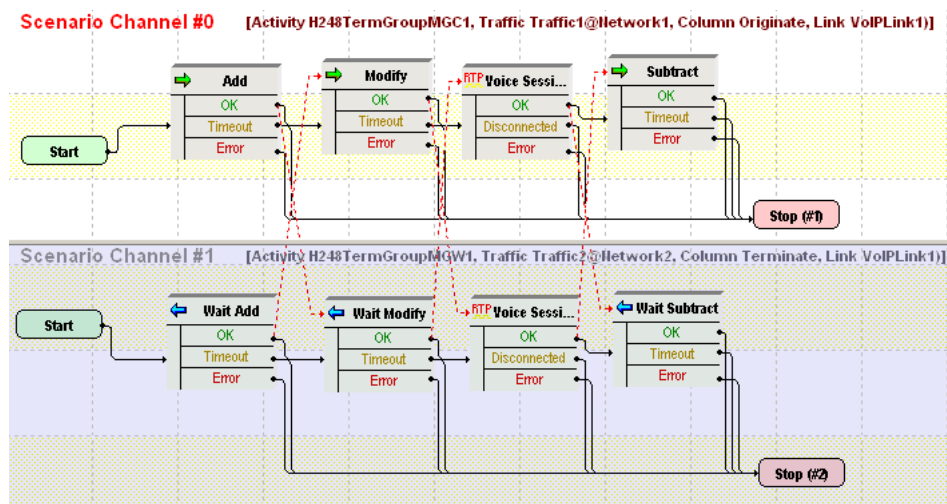 Scenario Channel #0 [Activity H248TermGroupMGC1, Traffic Traffic1@Network1, Column Originate, Link VoIPLink1)]
Add
OK
Timeout
Error
Modify
OK
Timeout
Error
RTP Voice Sessi...
OK
Disconnected
Error
Subtract
OK
Timeout
Error
Start
Stop (#1)
Scenario Channel #1 [Activity H248TermGroupMGW1, Traffic Traffic2@Network2, Column Terminate, Link VoIPLink1)]
Wait Add
OK
Timeout
Error
Wait Modify
OK
Timeout
Error
RTP Voice Sessi...
OK
Disconnected
Error
Wait Subtract
OK
Timeout
Error
Start
Stop (#2)